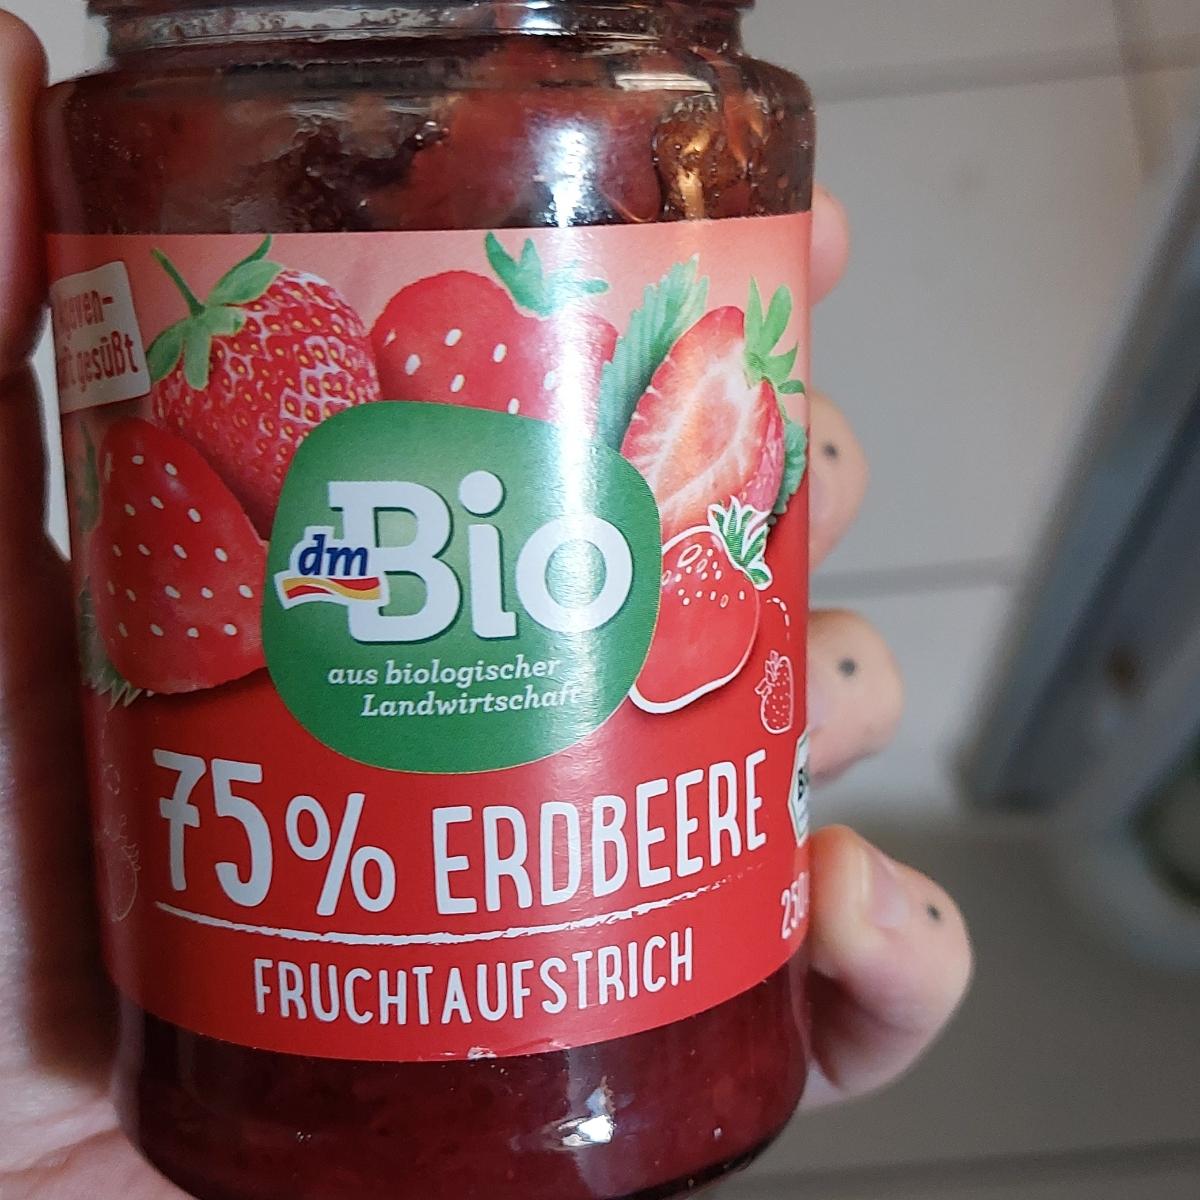 gesüßt
dm Bio
aus biologischer
Landwirtschaft
75% ERDBEERE
FRUCHTAUFSTRICH